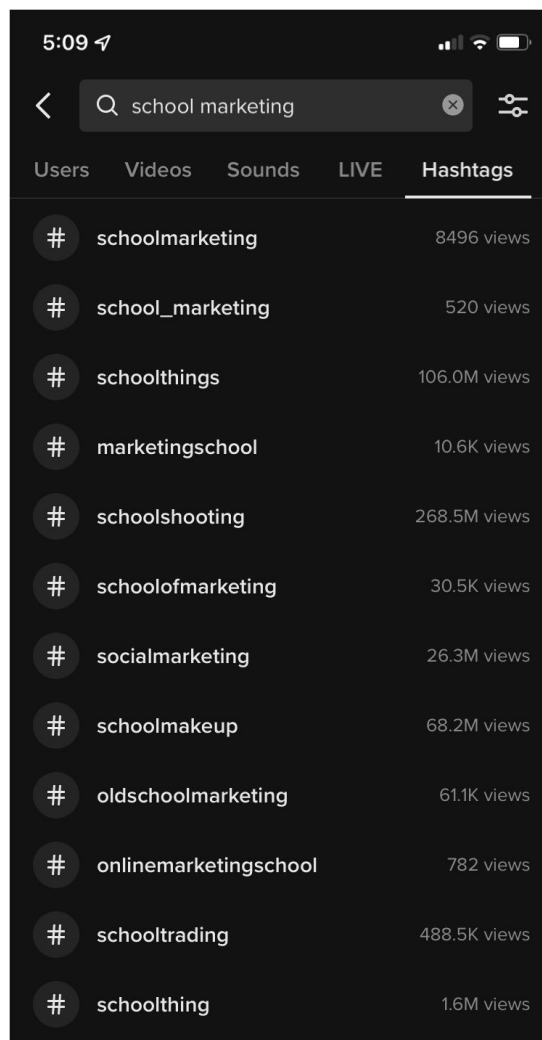 5:09
school marketing
Users Videos Sounds LIVE Hashtags
# schoolmarketing 8496 views
# school_marketing 520 views
# schoolthings 106.0M views
# marketingschool 10.6K views
# schoolshooting 268.5M views
# schoolofmarketing 30.5K views
# socialmarketing 26.3M views
# schoolmakeup 68.2M views
# oldschoolmarketing 61.1K views
# onlinemarketingschool 782 views
# schooltrading 488.5K views
# schoolthing 1.6M views